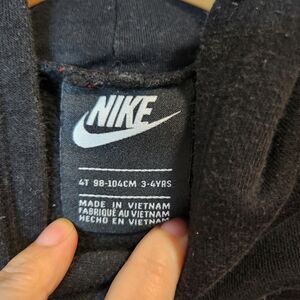 NIKE
4T 98-104CM 3-4YRS
MADE IN VIETNAM
FABRIQUÉ AU VIETNAM
HECHO EN VIETNAM